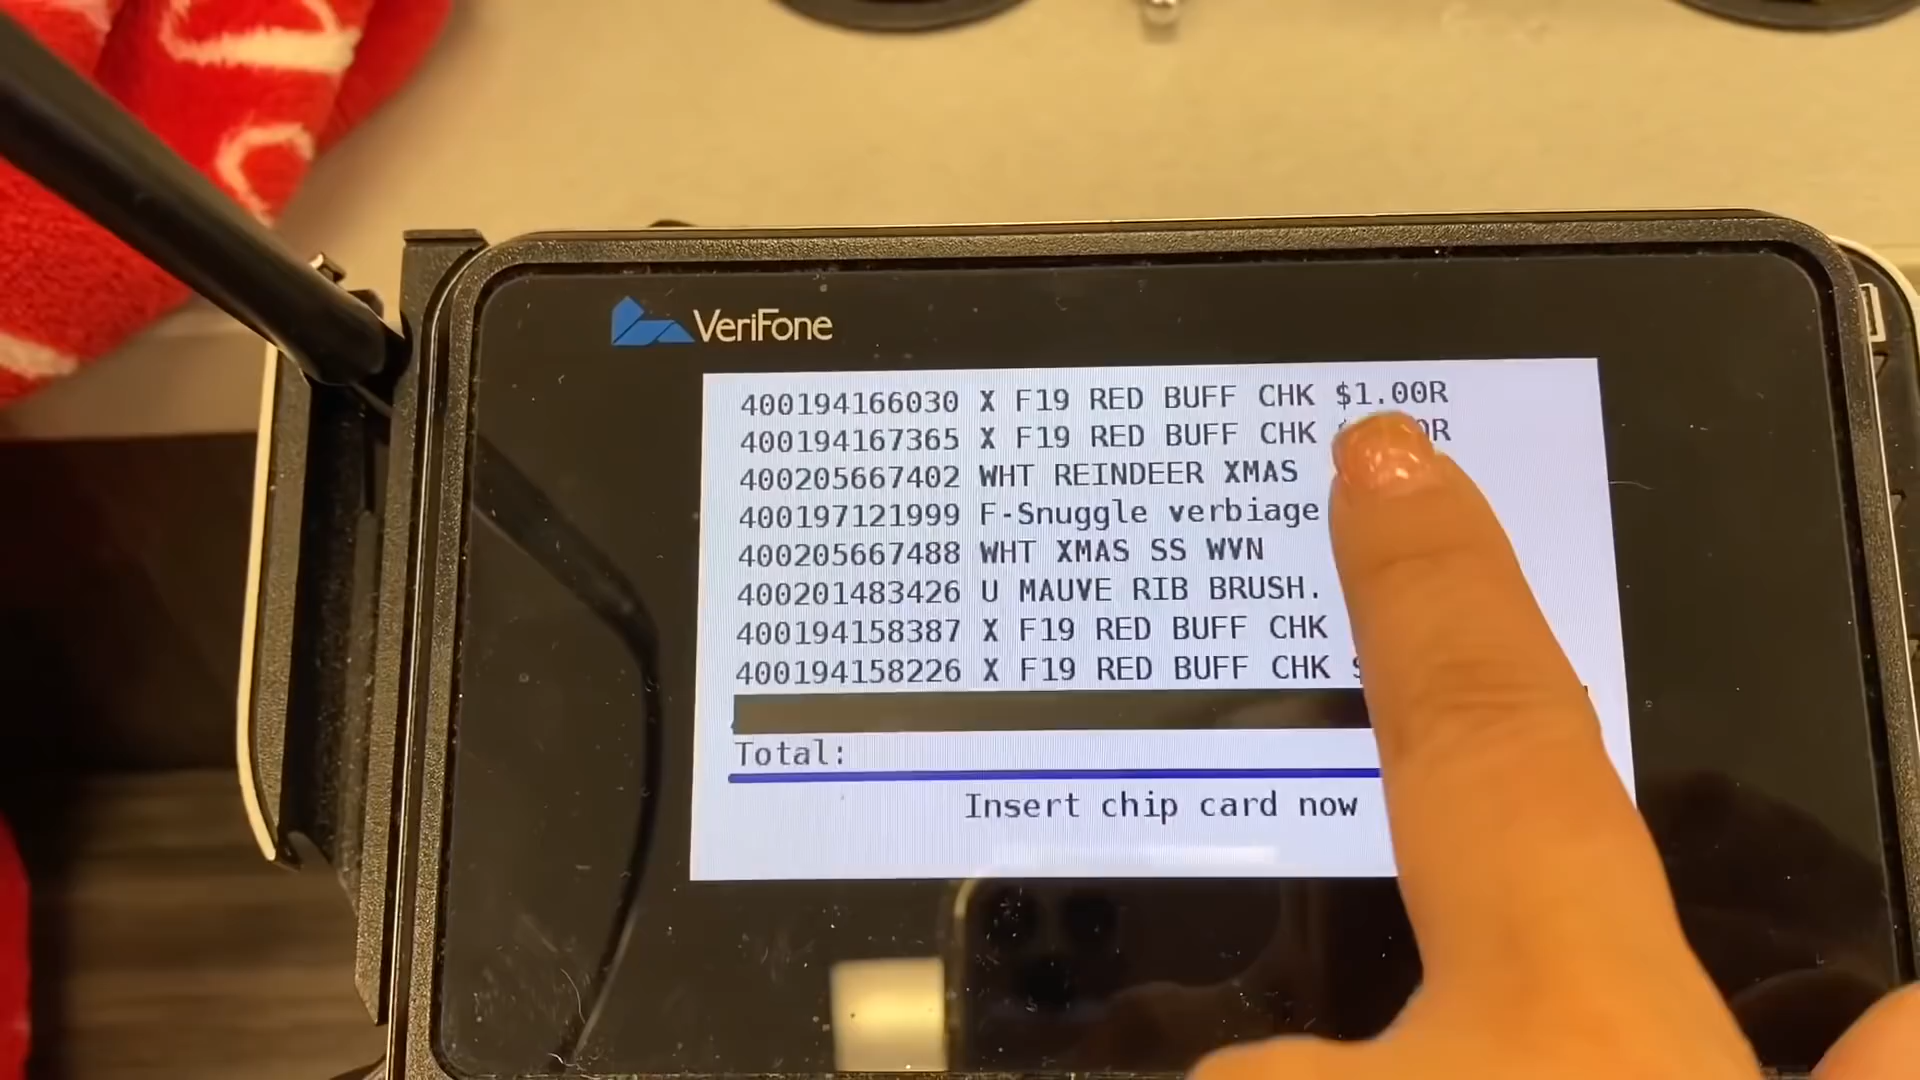 VeriFone
400194166030 X F19 RED BUFF CHK $1.00R
400194167365 X F19 RED BUFF CHK
400205667402 WHT REINDEER XMAS
400197121999 F-Snuggle verbiage
400205667488 WHT XMAS SS WVN
400201483426 U MAUVE RIB BRUSH.
400194158387 X F19 RED BUFF CHK
400194158226 X F19 RED BUFF CHK
Total:
Insert chip card now